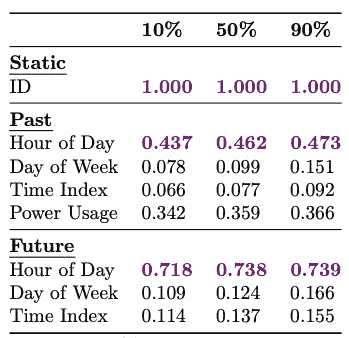 10% 50% 90%
Static
ID 1.000 1.000 1.000
Past
Hour of Day 0.437 0.462 0.473
Day of Week 0.078 0.099 0.151
Time Index 0.066 0.077 0.092
Power Usage 0.342 0.359 0.366
Future
Hour of Day 0.718 0.738 0.739
Day of Week 0.109 0.124 0.166
Time Index 0.114 0.137 0.155